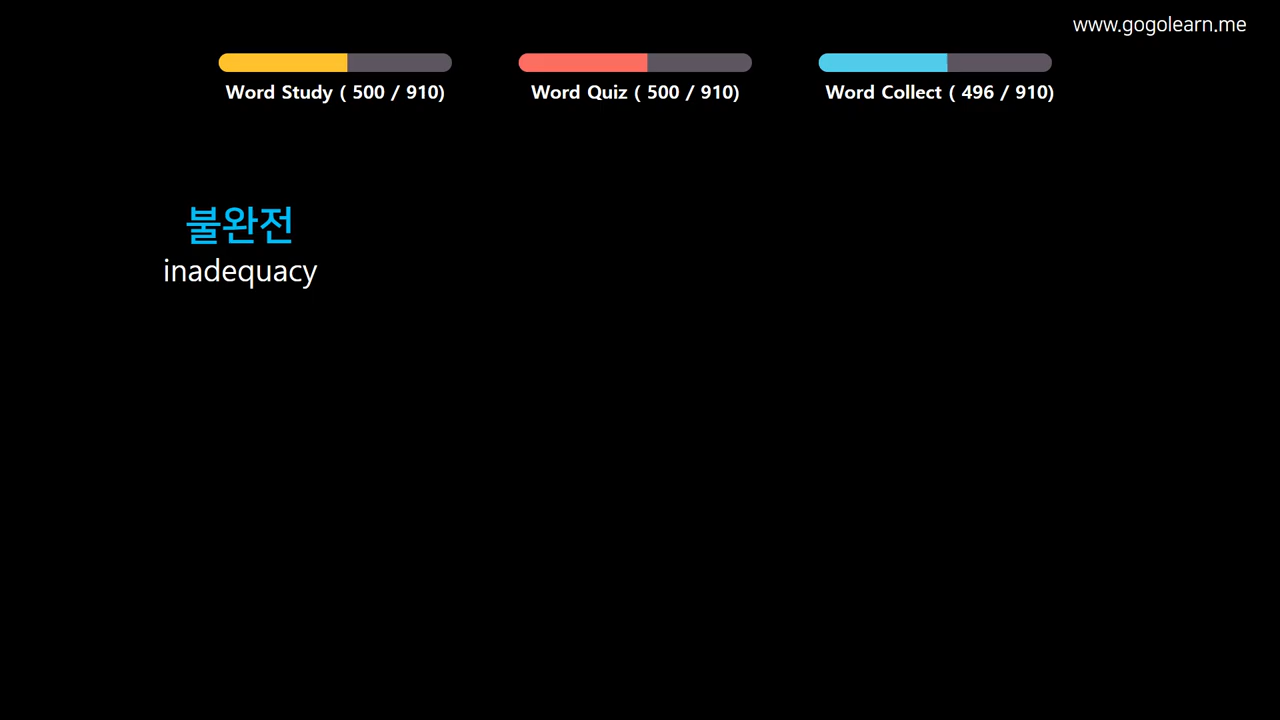 www.gogolearn.me
Word Study ( 500 / 910)
Word Quiz ( 500 / 910)
Word Collect ( 496 / 910)
불완전
inadequacy